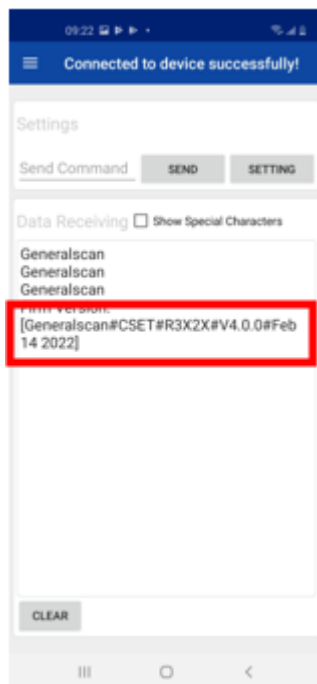 09:22
Connected to device successfully!
Settings
Send Command
SEND
SETTING
Data Receiving
Show Special Characters
Generalscan
Generalscan
Generalscan
Firm Version:
[Generalscan#CSET#R3X2X#V4.0.0#Feb
14 2022]
CLEAR